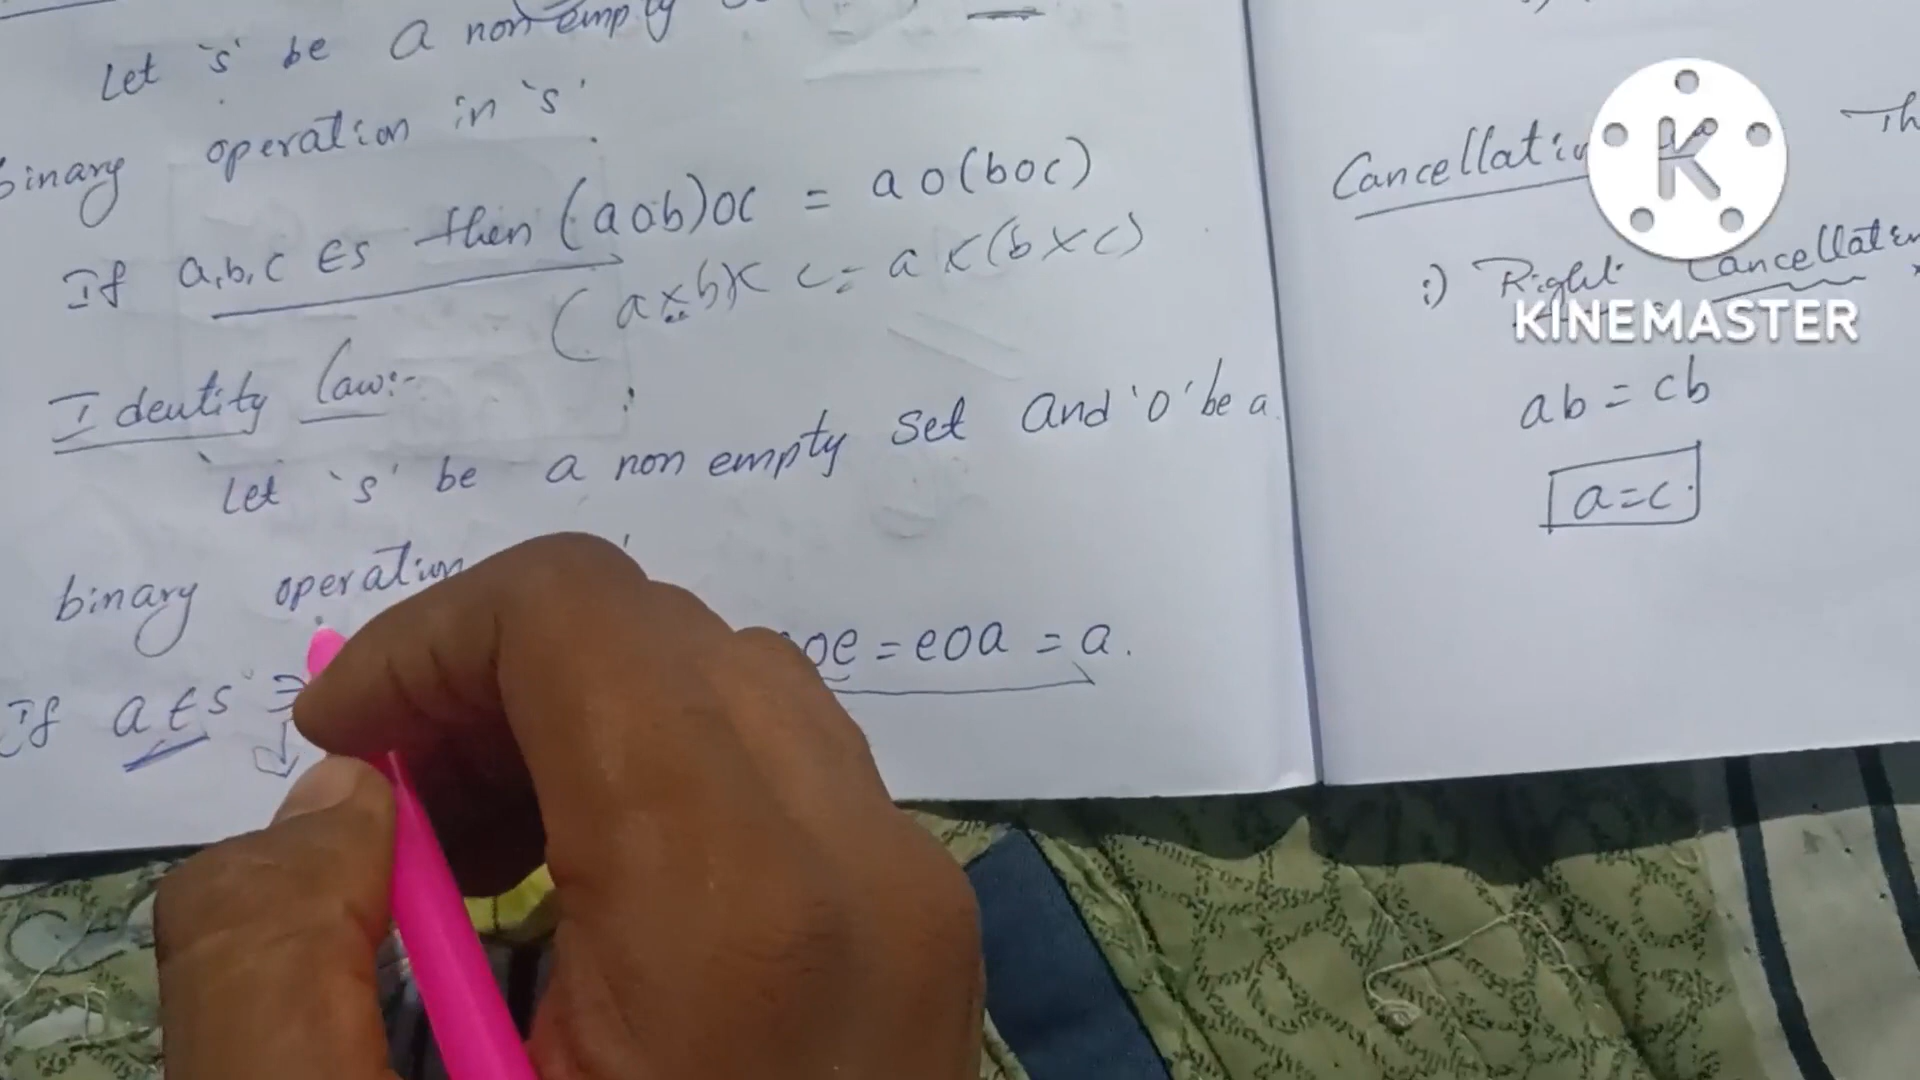 Let 's' be a non empty
binary operation in 's'.
If a,b,c ∈ s then (aob)oc = ao(boc)
(a×b)× c = a×(b×c)
Identity law:-
Let 's' be a non empty set and 'o' be a
binary operation
If a ∈ s ∃ oe = eoa = a.
Cancellation Th
i) Right Cancellation
ab = cb
a=c
KINEMASTER